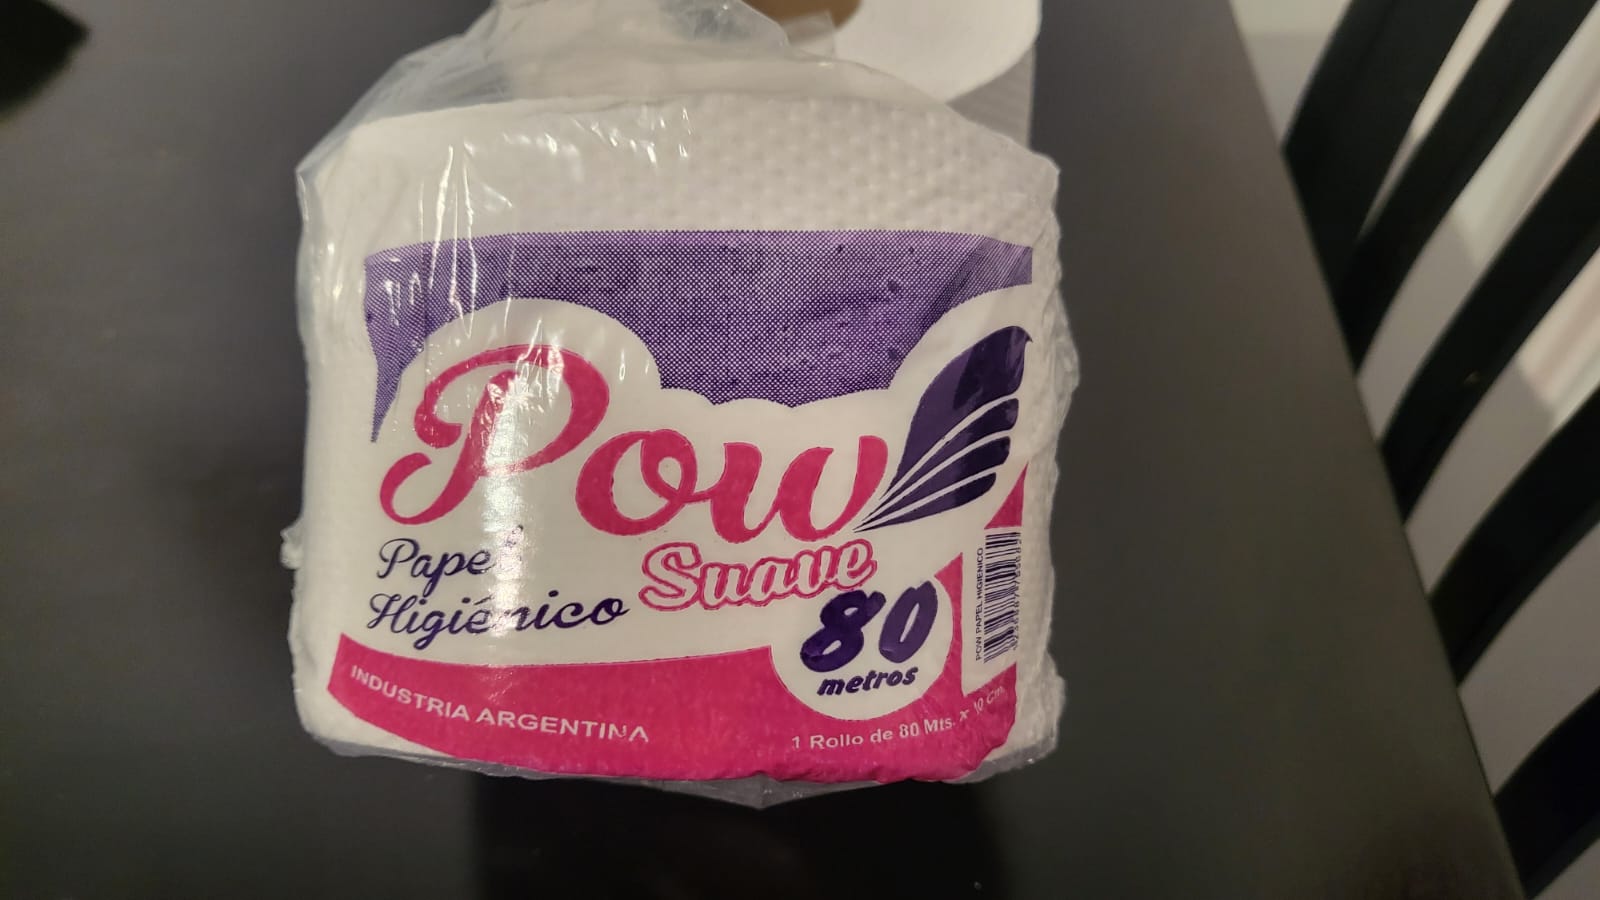 Pow
Suave
Papel
Higiénico
80
metros
POW PAPEL HIGIENICO
INDUSTRIA ARGENTINA
1 Rollo de 80 Mts. x 10 Cm.